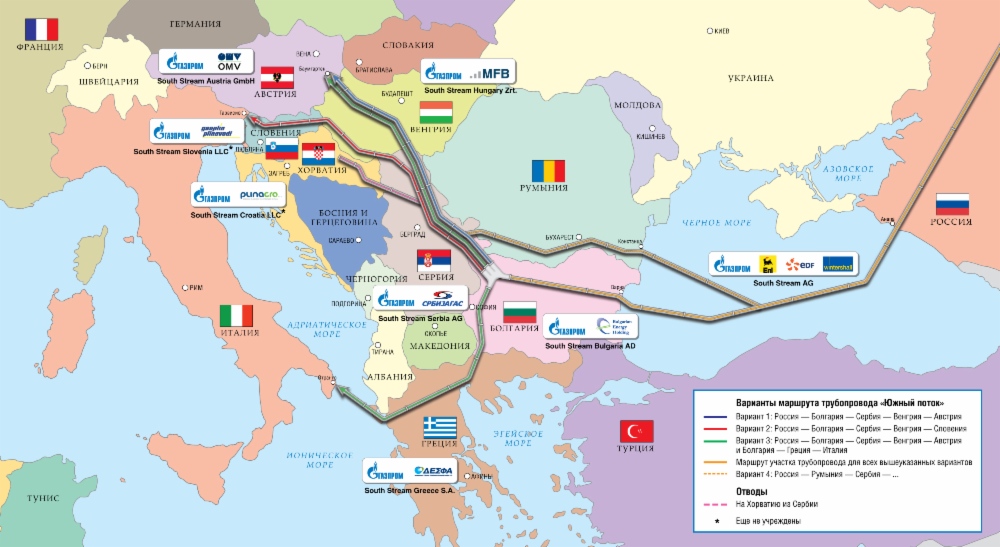 ФРАНЦИЯ
ГЕРМАНИЯ
БЕРН
ШВЕЙЦАРИЯ
ГАЗПРОМ
OMV
South Stream Austria GmbH
ВЕНА
Баумгартен
АВСТРИЯ
СЛОВАКИЯ
БРАТИСЛАВА
ГАЗПРОМ
MFB
South Stream Hungary Zrt.
БУДАПЕШТ
ВЕНГРИЯ
КИЕВ
УКРАИНА
МОЛДОВА
КИШИНЕВ
ГАЗПРОМ
geoplin plinovodi
South Stream Slovenia LLC*
СЛОВЕНИЯ
ЛЮБЛЯНА
ЗАГРЕБ
ХОРВАТИЯ
ГАЗПРОМ
PLINACRO
South Stream Croatia LLC*
БОСНИЯ И
ГЕРЦЕГОВИНА
САРАЕВО
РУМЫНИЯ
БУХАРЕСТ
Констанца
АЗОВСКОЕ
МОРЕ
Анапа
РОССИЯ
ЧЕРНОЕ МОРЕ
ГАЗПРОМ
Eni
EDF
wintershall
South Stream AG
БЕЛГРАД
СЕРБИЯ
ЧЕРНОГОРИЯ
ПОДГОРИЦА
ГАЗПРОМ
СРБИЈАГАС
South Stream Serbia AG
СОФИЯ
Варна
БОЛГАРИЯ
ГАЗПРОМ
Bulgarian
Energy
Holding
South Stream Bulgaria AD
СКОПЬЕ
МАКЕДОНИЯ
РИМ
ИТАЛИЯ
АДРИАТИЧЕСКОЕ
МОРЕ
ТИРАНА
АЛБАНИЯ
Отранто
ГРЕЦИЯ
ЭГЕЙСКОЕ
МОРЕ
ТУРЦИЯ
ИОНИЧЕСКОЕ
МОРЕ
ГАЗПРОМ
ΔΕΣΦΑ
South Stream Greece S.A.
АФИНЫ
ТУНИС
Варианты маршрута трубопровода «Южный поток»
Вариант 1: Россия — Болгария — Сербия — Венгрия — Австрия
Вариант 2: Россия — Болгария — Сербия — Венгрия — Словения
Вариант 3: Россия — Болгария — Сербия — Венгрия — Австрия
и Болгария — Греция — Италия
Маршрут участка трубопровода для всех вышеуказанных вариантов
Вариант 4: Россия — Румыния — Сербия — ...
Отводы
На Хорватию из Сербии
* Еще не учреждены